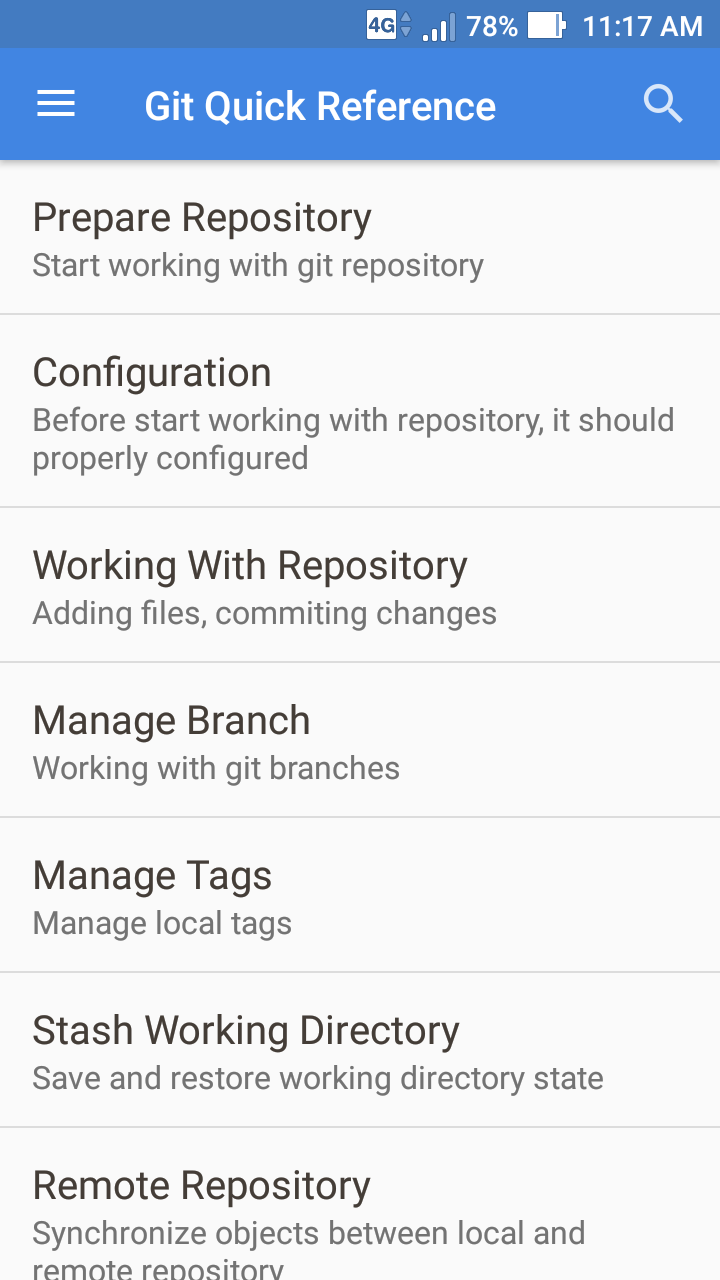 4G 78% 11:17 AM
Git Quick Reference
Prepare Repository
Start working with git repository
Configuration
Before start working with repository, it should
properly configured
Working With Repository
Adding files, commiting changes
Manage Branch
Working with git branches
Manage Tags
Manage local tags
Stash Working Directory
Save and restore working directory state
Remote Repository
Synchronize objects between local and
remote repository